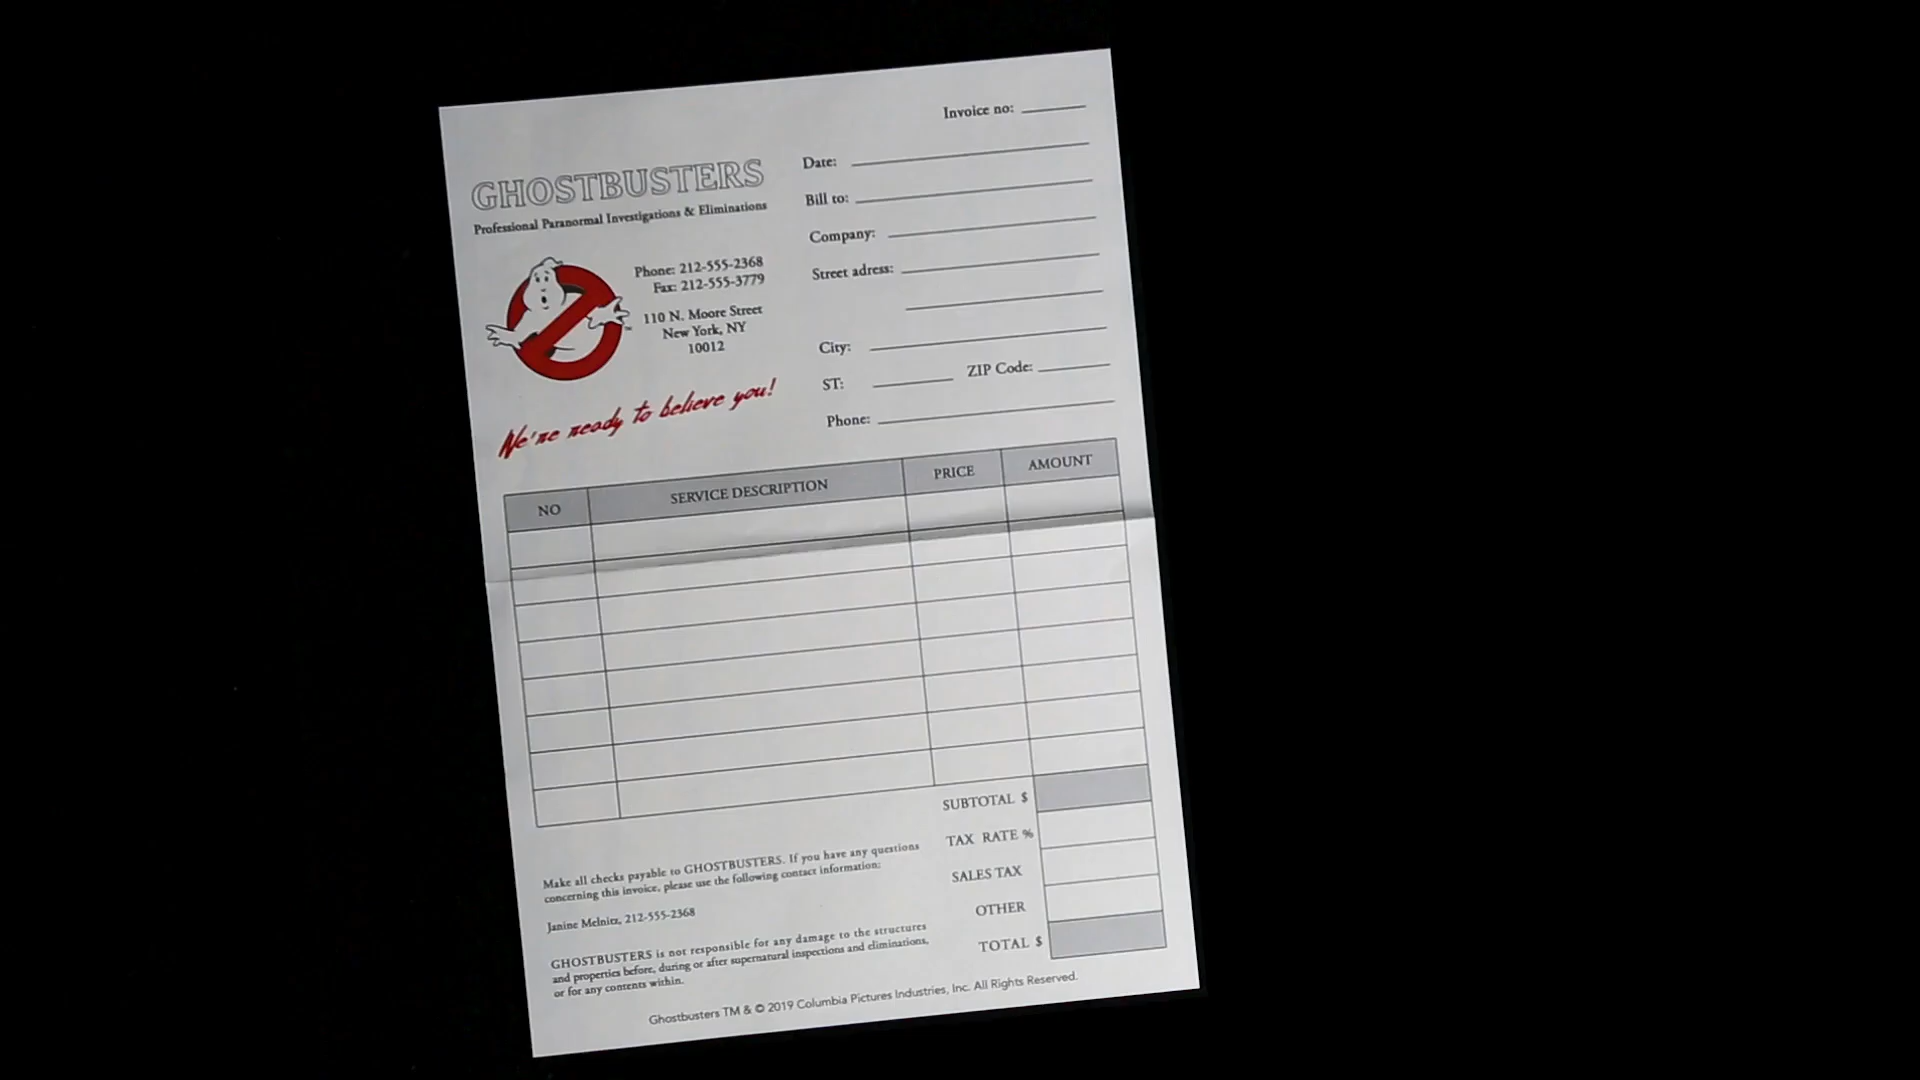 Invoice no:
GHOSTBUSTERS
Professional Paranormal Investigations & Eliminations
Phone: 212-555-2368
Fax: 212-555-3779
110 N. Moore Street
New York, NY
10012
We're ready to believe you!
Date:
Bill to:
Company:
Street adress:
City:
ST: ZIP Code:
Phone:
NO SERVICE DESCRIPTION PRICE AMOUNT
SUBTOTAL $
TAX RATE %
SALES TAX
OTHER
TOTAL $
Make all checks payable to GHOSTBUSTERS. If you have any questions
concerning this invoice, please use the following contact information:
Janine Melnitz, 212-555-2368
GHOSTBUSTERS is not responsible for any damage to the structures
and properties before, during or after supernatural inspections and eliminations,
or for any contents within.
Ghostbusters TM & © 2019 Columbia Pictures Industries, Inc. All Rights Reserved.